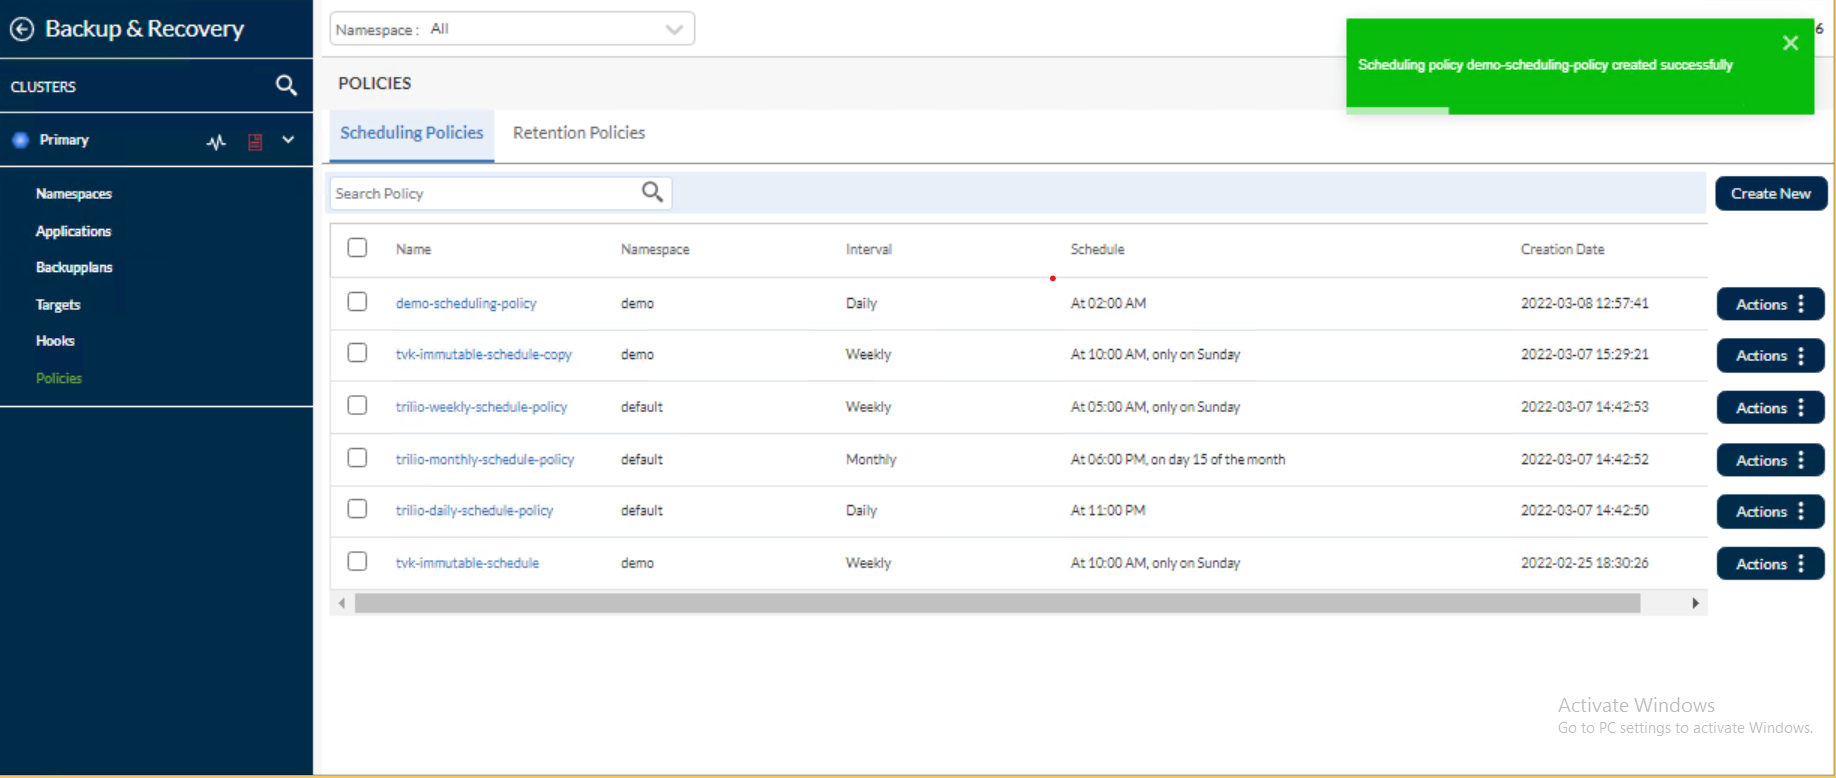 Backup & Recovery
Namespace : All
6
Scheduling policy demo-scheduling-policy created successfully
CLUSTERS
POLICIES
Primary
Scheduling Policies Retention Policies
Namespaces
Applications
Backupplans
Targets
Hooks
Policies
Search Policy
Create New
Name Namespace Interval Schedule Creation Date
demo-scheduling-policy demo Daily At 02:00 AM 2022-03-08 12:57:41 Actions
tvk-immutable-schedule-copy demo Weekly At 10:00 AM, only on Sunday 2022-03-07 15:29:21 Actions
trilio-weekly-schedule-policy default Weekly At 05:00 AM, only on Sunday 2022-03-07 14:42:53 Actions
trilio-monthly-schedule-policy default Monthly At 06:00 PM, on day 15 of the month 2022-03-07 14:42:52 Actions
trilio-daily-schedule-policy default Daily At 11:00 PM 2022-03-07 14:42:50 Actions
tvk-immutable-schedule demo Weekly At 10:00 AM, only on Sunday 2022-02-25 18:30:26 Actions
Activate Windows
Go to PC settings to activate Windows.